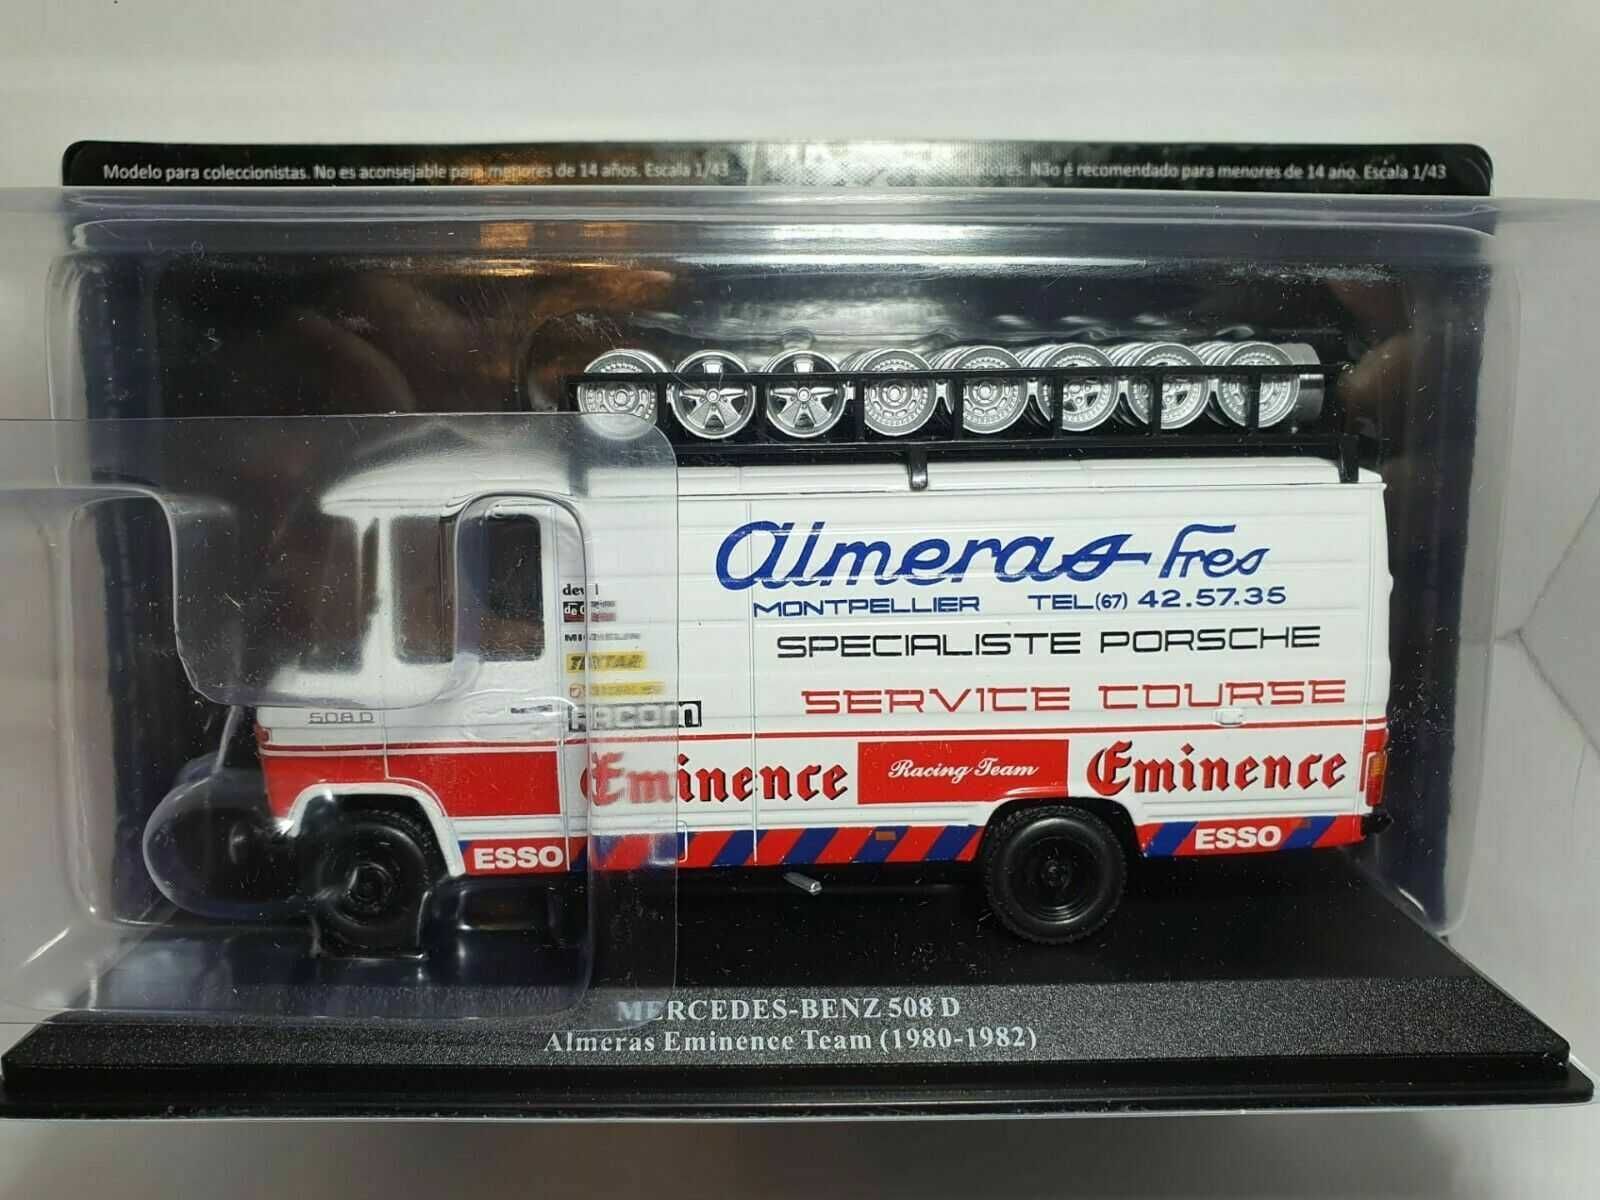 Modelo para coleccionistas. No es aconsejable para menores de 14 años. Escala 1/43
Não é recomendado para menores de 14 ano. Escala 1/43
almeras Fres
MONTPELLIER TEL(67) 42.57.35
SPECIALISTE PORSCHE
SERVICE COURSE
MICHELIN
facom
508 D
Eminence Racing Team Eminence
ESSO ESSO
MERCEDES-BENZ 508 D
Almeras Eminence Team (1980-1982)